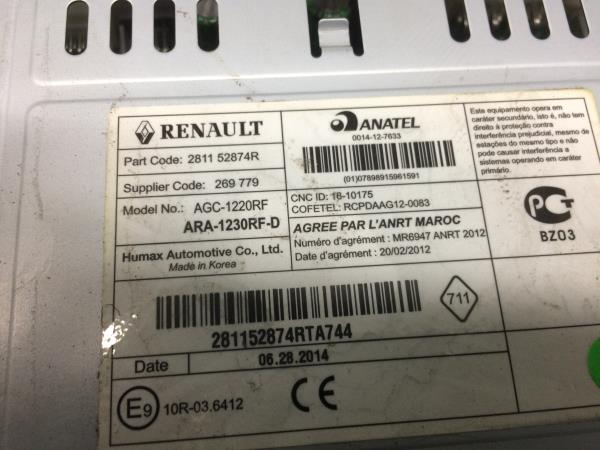 RENAULT
Part Code: 2811 52874R
Supplier Code: 269 779
Model No.: AGC-1220RF
ARA-1230RF-D
Humax Automotive Co., Ltd.
Made in Korea
ANATEL
0014-12-7633
(01)07898915961591
CNC ID: 16-10175
COFETEL: RCPDAAG12-0083
AGREE PAR L'ANRT MAROC
Numéro d'agrément : MR6947 ANRT 2012
Date d'agrément : 20/02/2012
Este equipamento opera em
caráter secundário, isto é, não tem
direito à proteção contra
interferência prejudicial, mesmo de
estações do mesmo tipo e não
pode causar interferência a
sistemas operando em caráter
primário.
PCT
BZ03
281152874RTA744
711
Date 06.28.2014
E9 10R-03.6412
CE